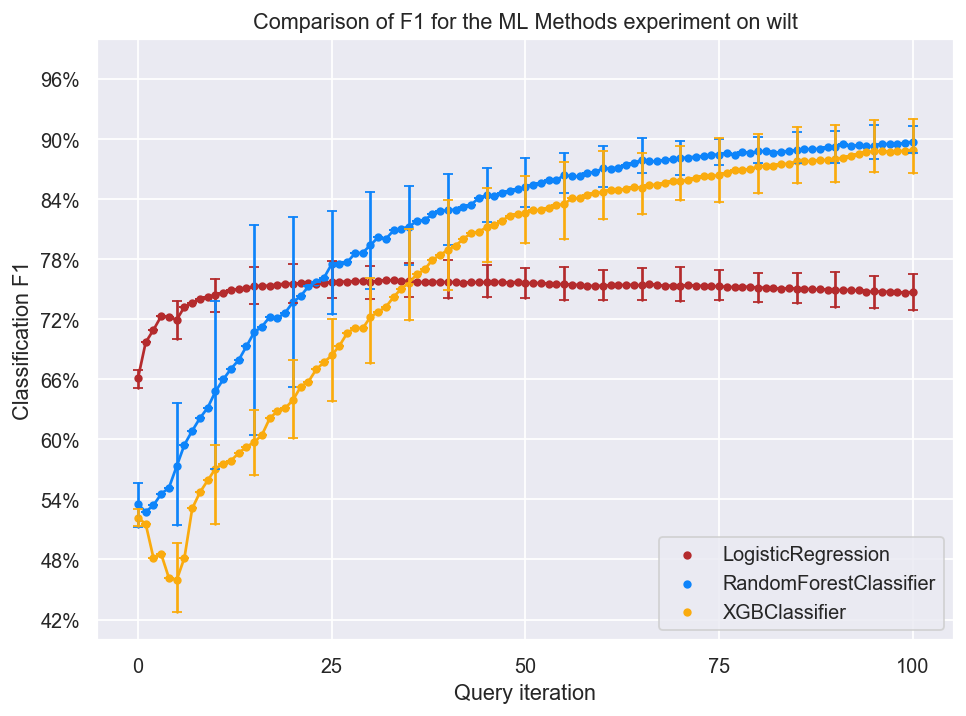 Comparison of F1 for the ML Methods experiment on wilt
Classification F1
96%
90%
84%
78%
72%
66%
60%
54%
48%
42%
LogisticRegression
RandomForestClassifier
XGBClassifier
0
25
50
75
100
Query iteration